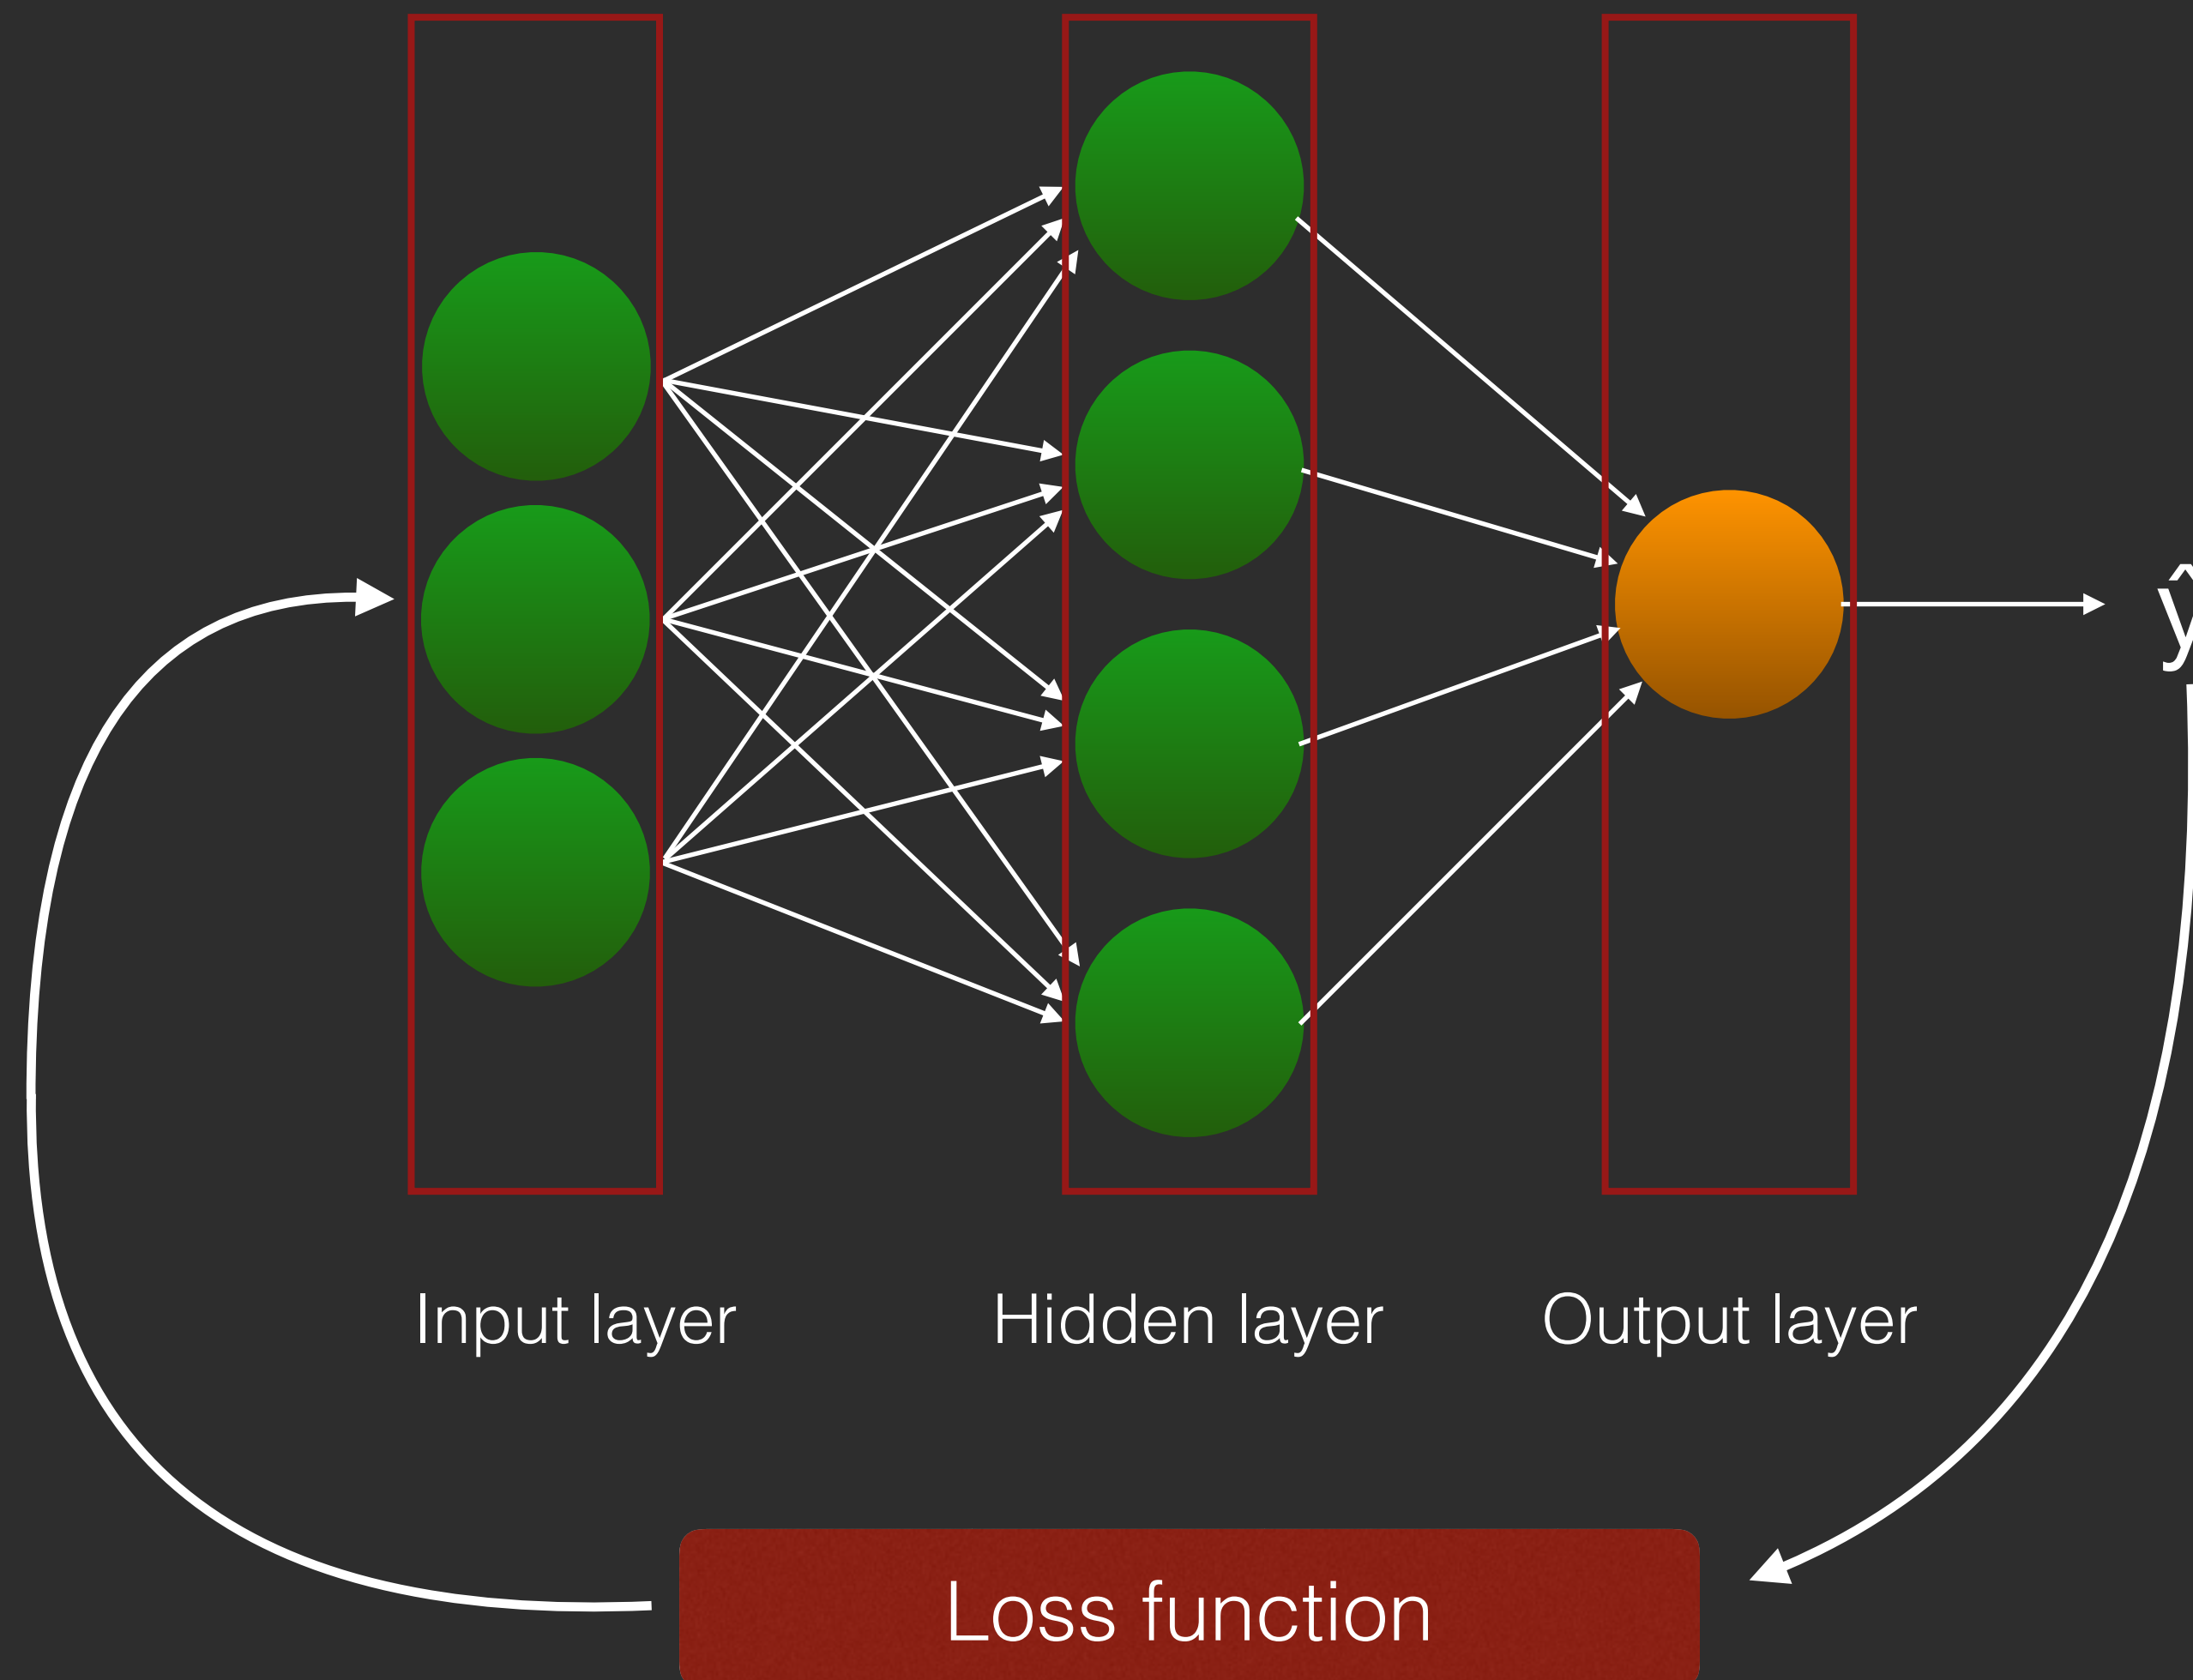 ŷ
Input layer
Hidden layer
Output layer
Loss function